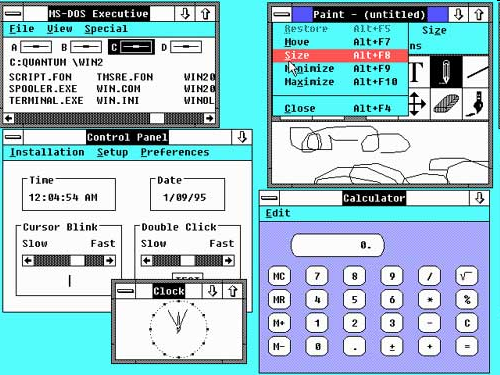 MS-DOS Executive
File View Special
A B C D
C:QUANTUM \WIN2
SCRIPT.FON TMSRE.FON WIN20
SPOOLER.EXE WIN.COM WIN20
TERMINAL.EXE WIN.INI WINOL
Paint - (untitled)
Restore Alt+F5
Move Alt+F7
Size Alt+F8
Minimize Alt+F9
Maximize Alt+F10
Close Alt+F4
Size
ns
T
Control Panel
Installation Setup Preferences
Time
12:04:54 AM
Date
1/09/95
Cursor Blink
Slow Fast
Double Click
Slow Fast
Clock
Calculator
Edit
0.
MC 7 8 9 / √
MR 4 5 6 * %
M+ 1 2 3 - C
M- 0 . ± + =